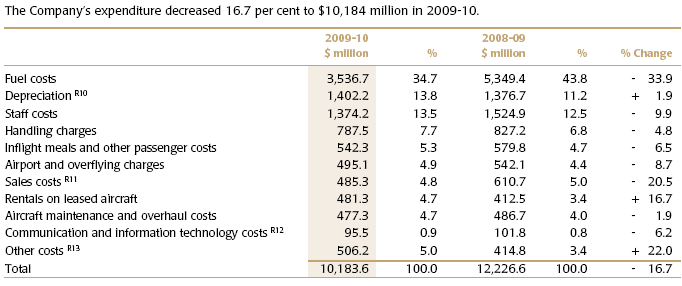 The Company's expenditure decreased 16.7 per cent to $10,184 million in 2009-10.
2009-10 2008-09
$ million % $ million % % Change
Fuel costs 3,536.7 34.7 5,349.4 43.8 - 33.9
Depreciation R10 1,402.2 13.8 1,376.7 11.2 + 1.9
Staff costs 1,374.2 13.5 1,524.9 12.5 - 9.9
Handling charges 787.5 7.7 827.2 6.8 - 4.8
Inflight meals and other passenger costs 542.3 5.3 579.8 4.7 - 6.5
Airport and overflying charges 495.1 4.9 542.1 4.4 - 8.7
Sales costs R11 485.3 4.8 610.7 5.0 - 20.5
Rentals on leased aircraft 481.3 4.7 412.5 3.4 + 16.7
Aircraft maintenance and overhaul costs 477.3 4.7 486.7 4.0 - 1.9
Communication and information technology costs R12 95.5 0.9 101.8 0.8 - 6.2
Other costs R13 506.2 5.0 414.8 3.4 + 22.0
Total 10,183.6 100.0 12,226.6 100.0 - 16.7